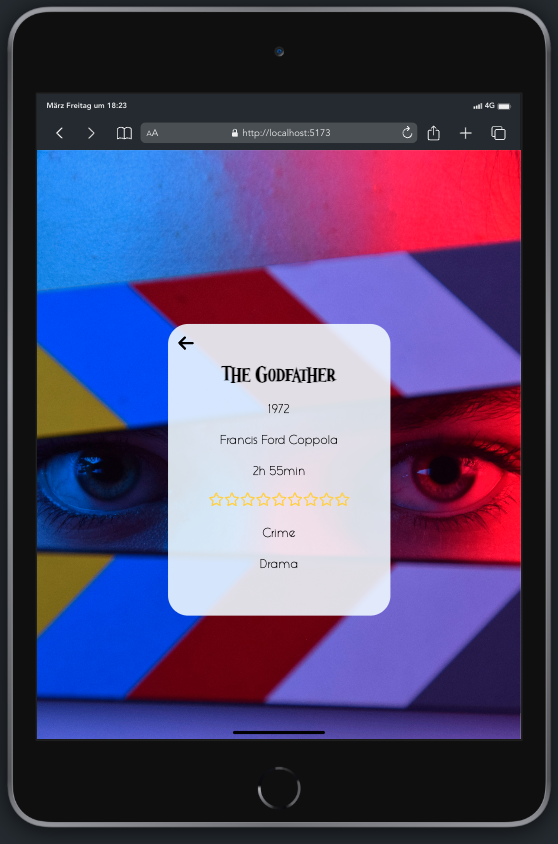 März Freitag um 18:23
4G
AA
http://localhost:5173
The Godfather
1972
Francis Ford Coppola
2h 55min
Crime
Drama